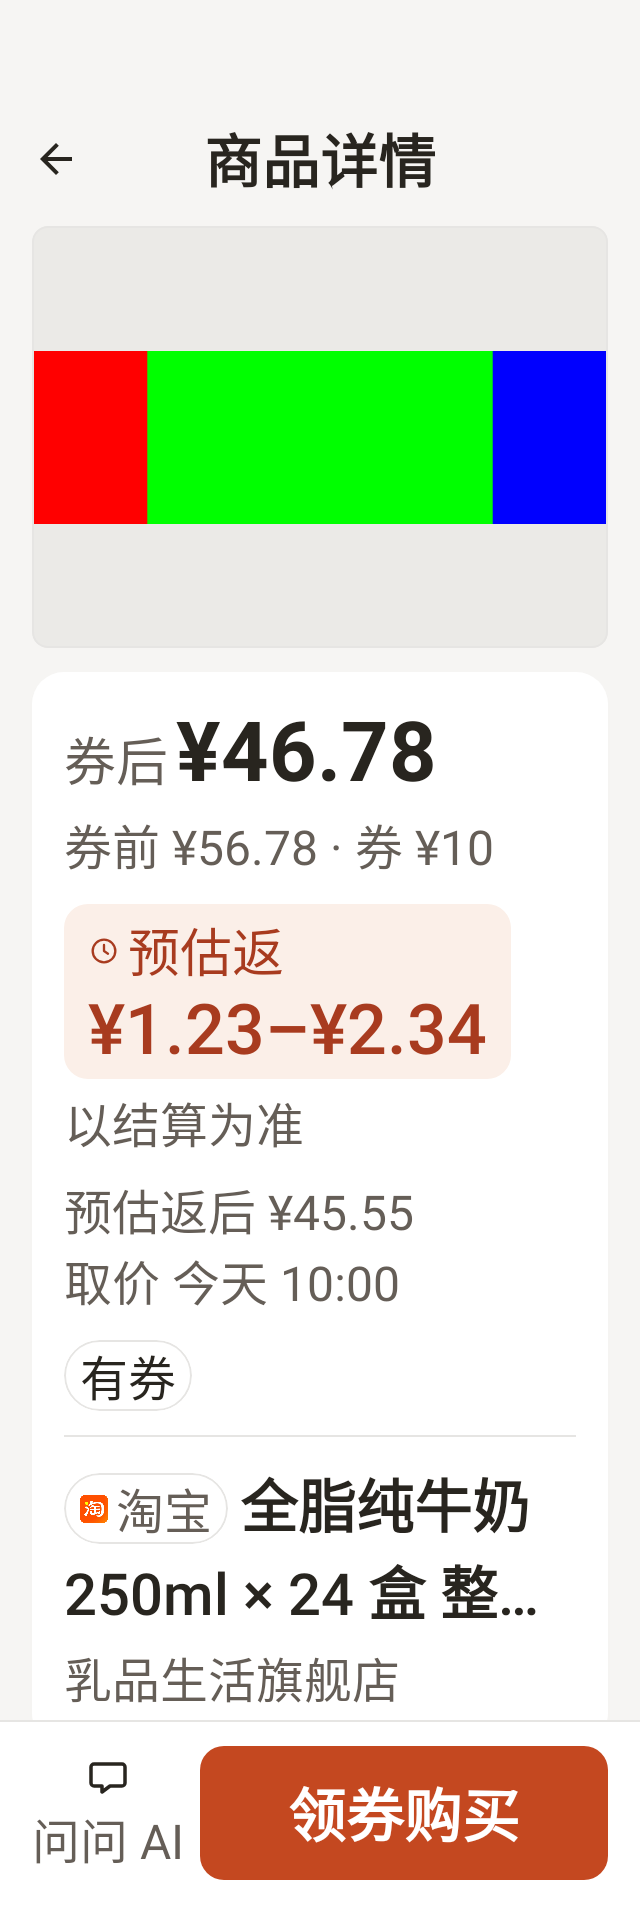 商品详情
券后 ¥46.78
券前 ¥56.78 · 券 ¥10
预估返
¥1.23–¥2.34
以结算为准
预估返后 ¥45.55
取价 今天 10:00
有券
淘 淘宝 全脂纯牛奶
250ml × 24 盒 整...
乳品生活旗舰店
问问 AI
领券购买